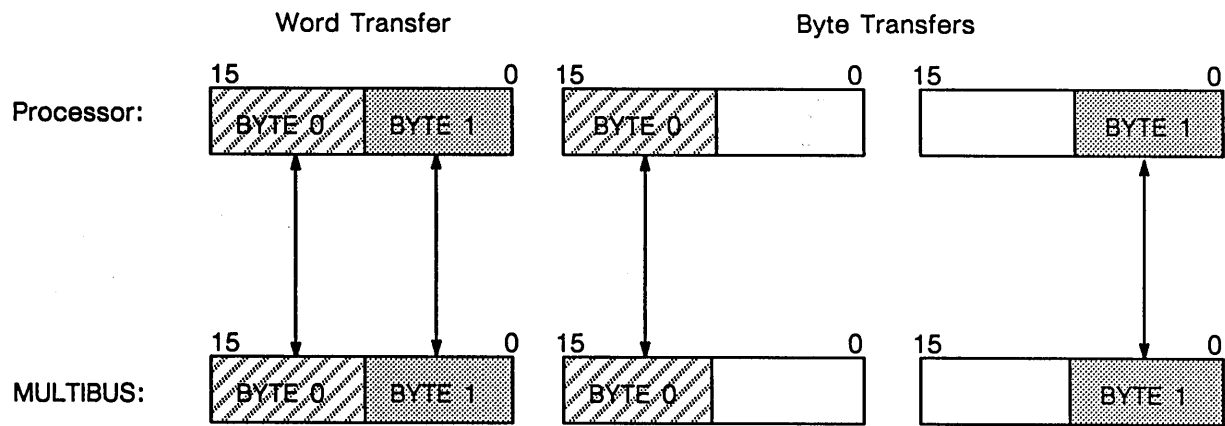 Word Transfer Byte Transfers
15 0 15 0 15 0
Processor: BYTE 0 BYTE 1 BYTE 0 BYTE 1
15 0 15 0 15 0
MULTIBUS: BYTE 0 BYTE 1 BYTE 0 BYTE 1